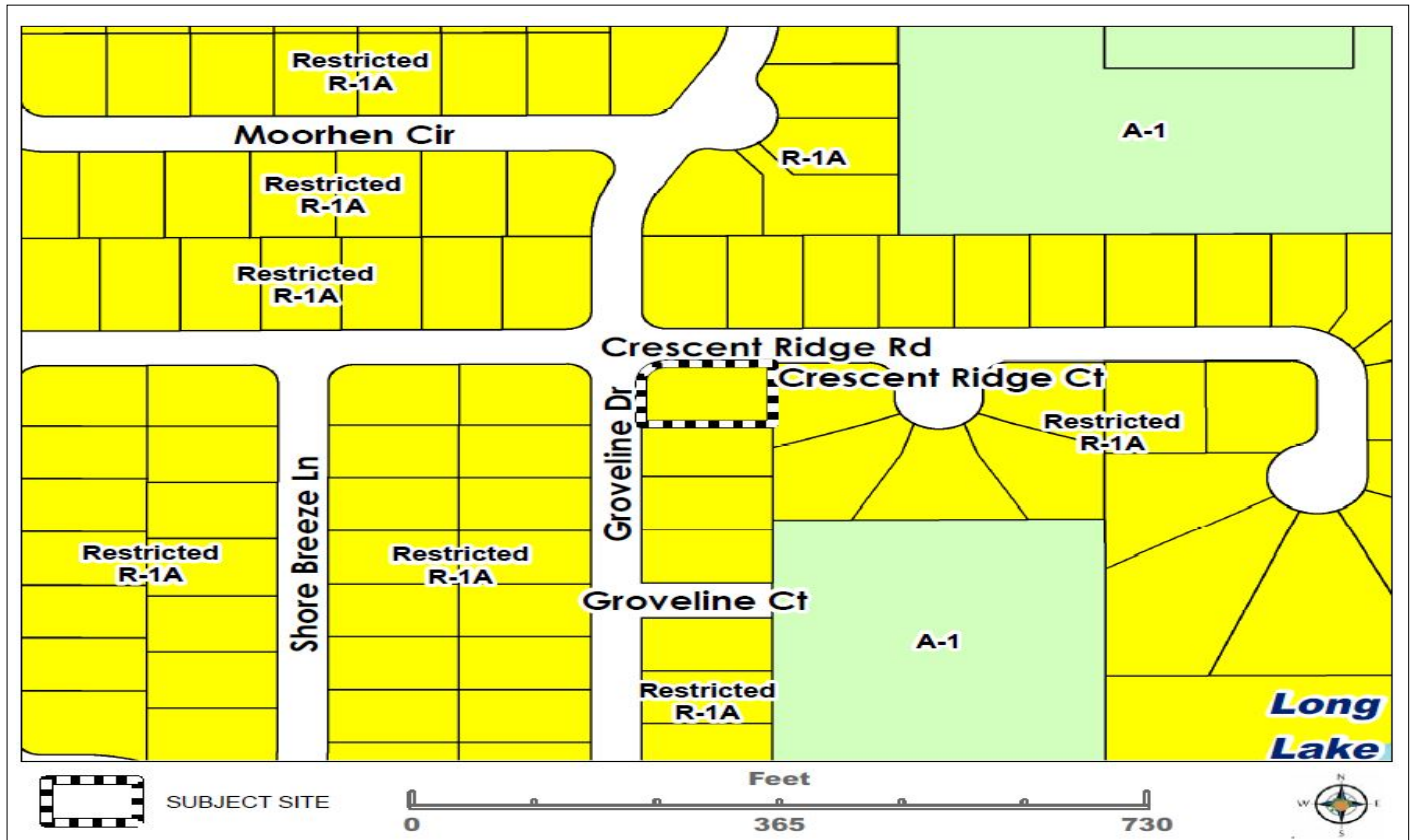 Restricted
R-1A
A-1
Moorhen Cir
R-1A
Restricted
R-1A
Restricted
R-1A
Crescent Ridge Rd
Crescent Ridge Ct
Groveline Dr
Restricted
R-1A
Shore Breeze Ln
Restricted
R-1A
Restricted
R-1A
Groveline Ct
A-1
Restricted
R-1A
Long
Lake
SUBJECT SITE
Feet
0
365
730
N
W
E
S